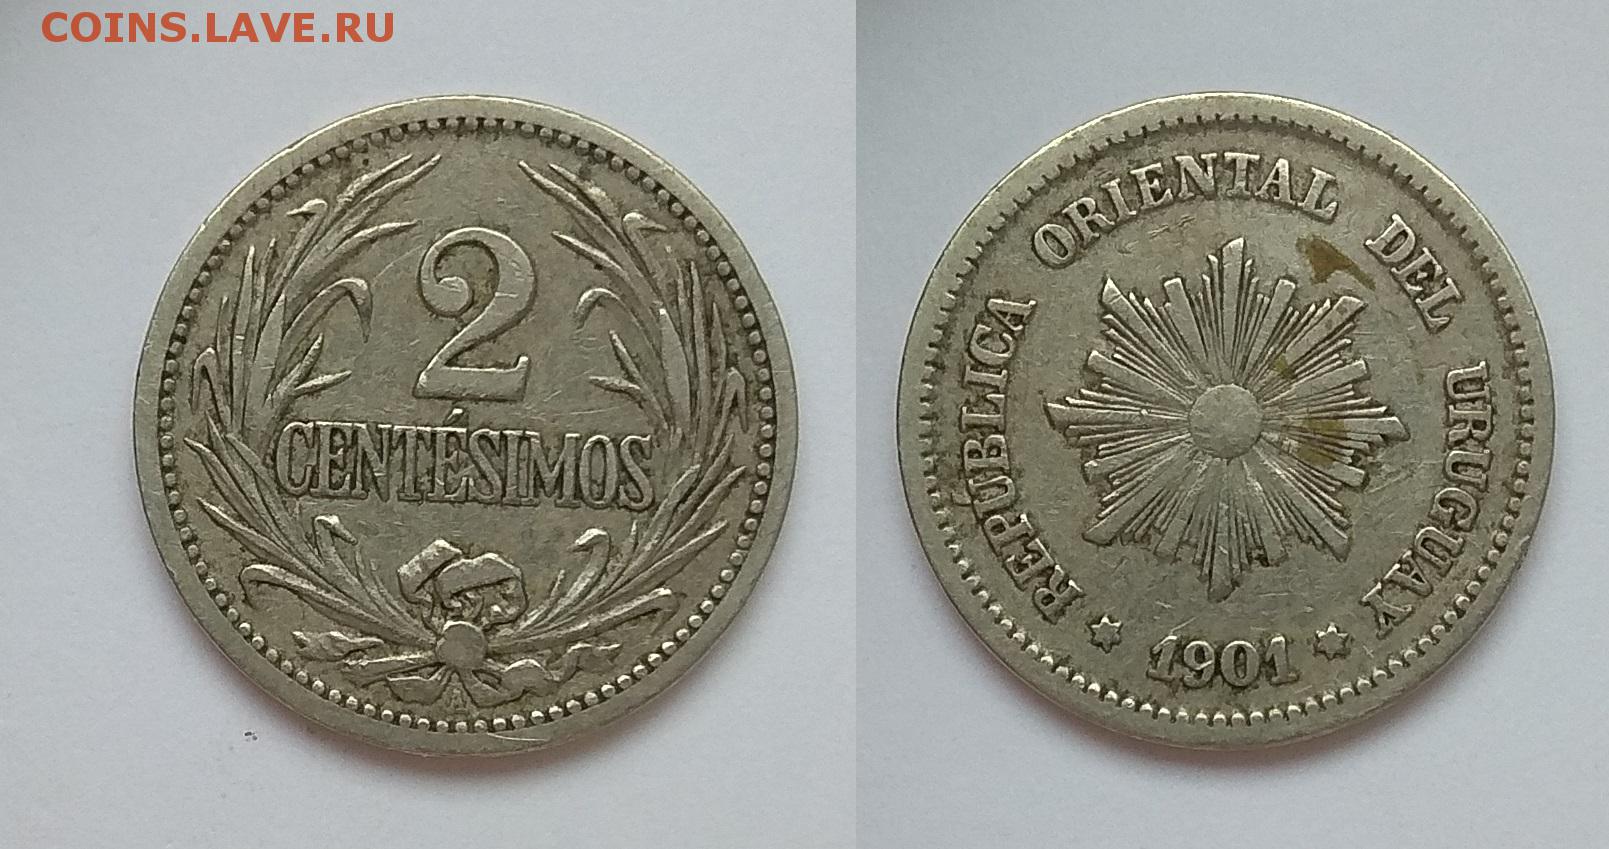 COINS.LAVE.RU
2
CENTÉSIMOS
A
REPÚBLICA ORIENTAL DEL URUGUAY
1901